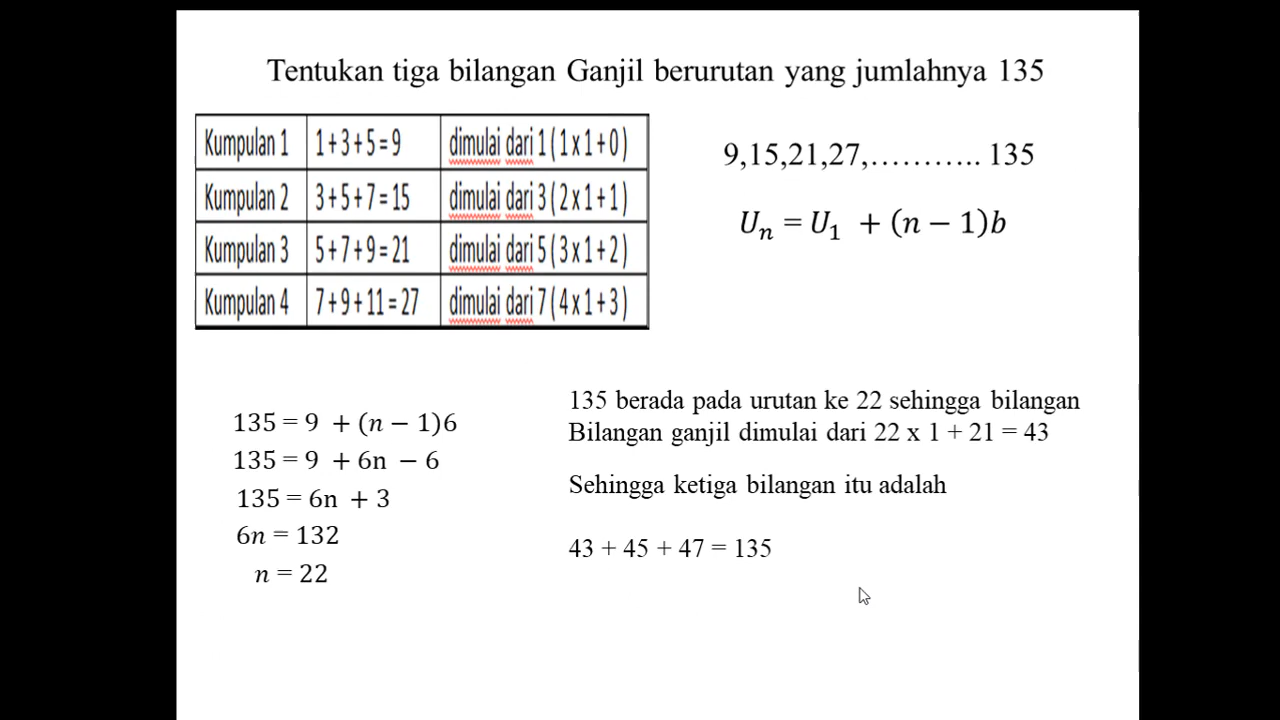 Tentukan tiga bilangan Ganjil berurutan yang jumlahnya 135
Kumpulan 1 1+3+5=9 dimulai dari 1 (1 x 1 + 0)
Kumpulan 2 3+5+7=15 dimulai dari 3 (2 x 1 + 1)
Kumpulan 3 5+7+9=21 dimulai dari 5 (3 x 1 + 2)
Kumpulan 4 7+9+11=27 dimulai dari 7 (4 x 1 + 3)
9,15,21,27,……….. 135
Uₙ = U₁ + (n − 1)b
135 = 9 + (n − 1)6
135 = 9 + 6n − 6
135 = 6n + 3
6n = 132
n = 22
135 berada pada urutan ke 22 sehingga bilangan
Bilangan ganjil dimulai dari 22 x 1 + 21 = 43
Sehingga ketiga bilangan itu adalah
43 + 45 + 47 = 135